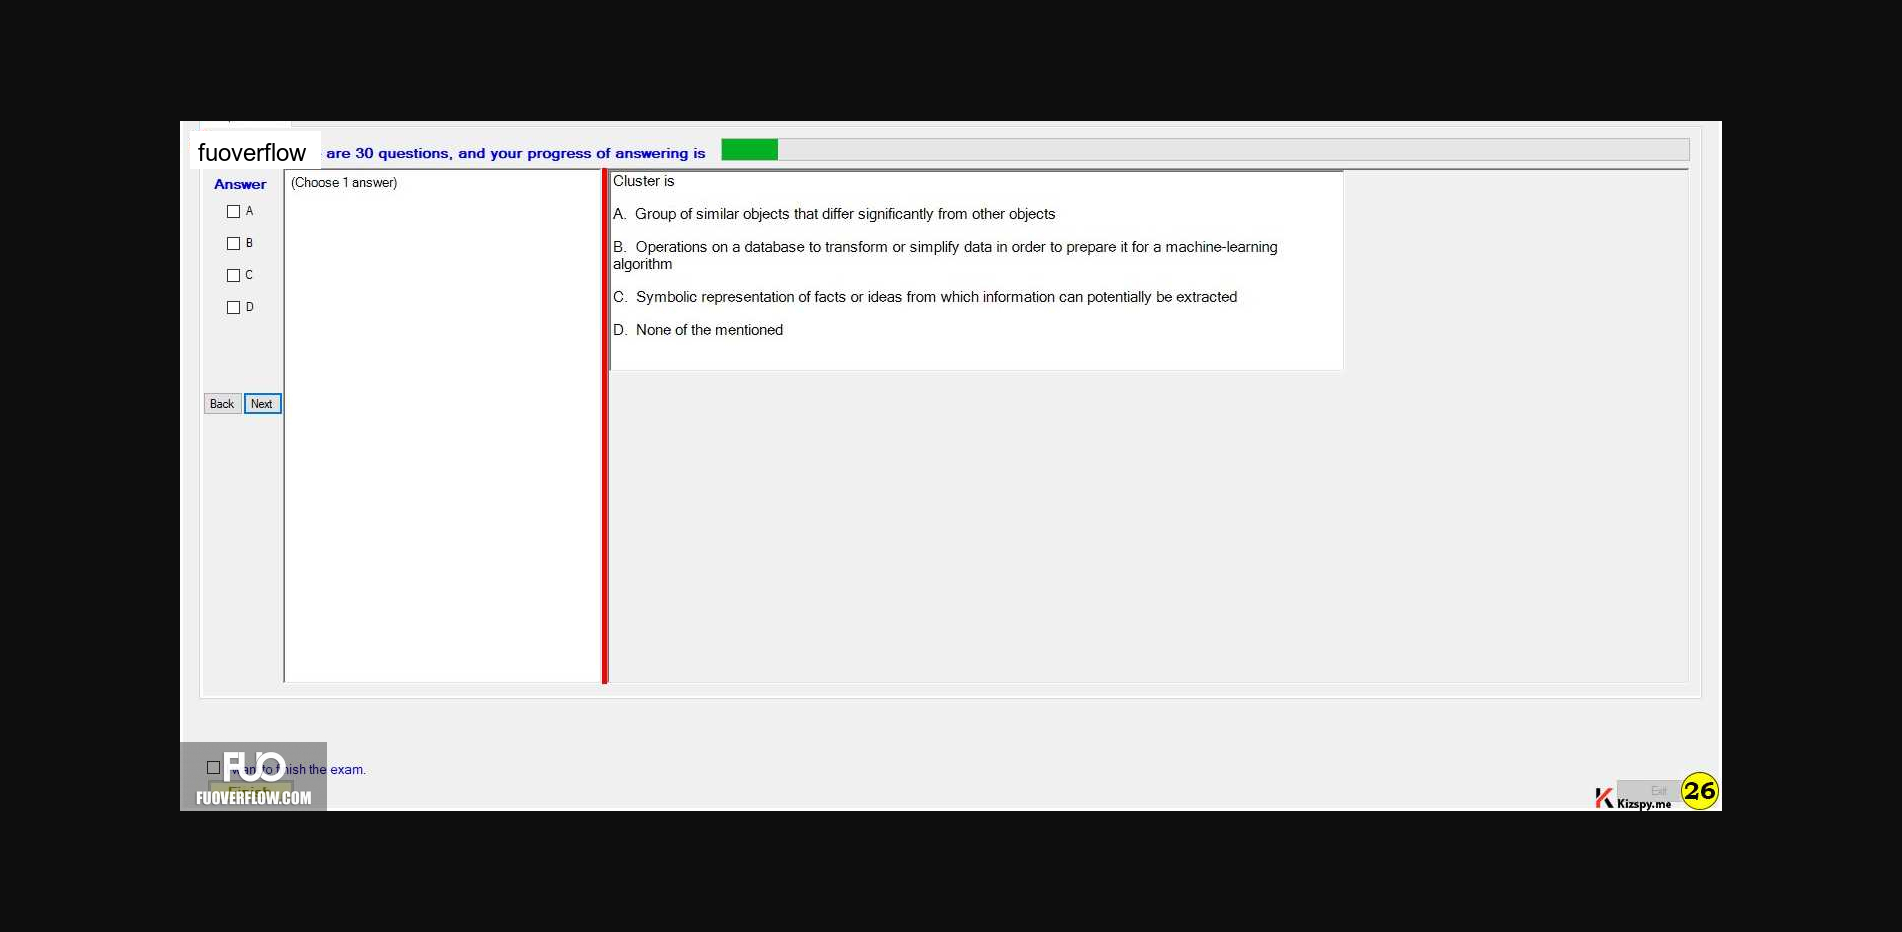 fuoverflow are 30 questions, and your progress of answering is
Answer
(Choose 1 answer)
A
B
C
D
Back Next
Cluster is
A. Group of similar objects that differ significantly from other objects
B. Operations on a database to transform or simplify data in order to prepare it for a machine-learning
algorithm
C. Symbolic representation of facts or ideas from which information can potentially be extracted
D. None of the mentioned
want to finish the exam.
Finish
FUO
FUOVERFLOW.COM
Exit
Kizspy.me
26